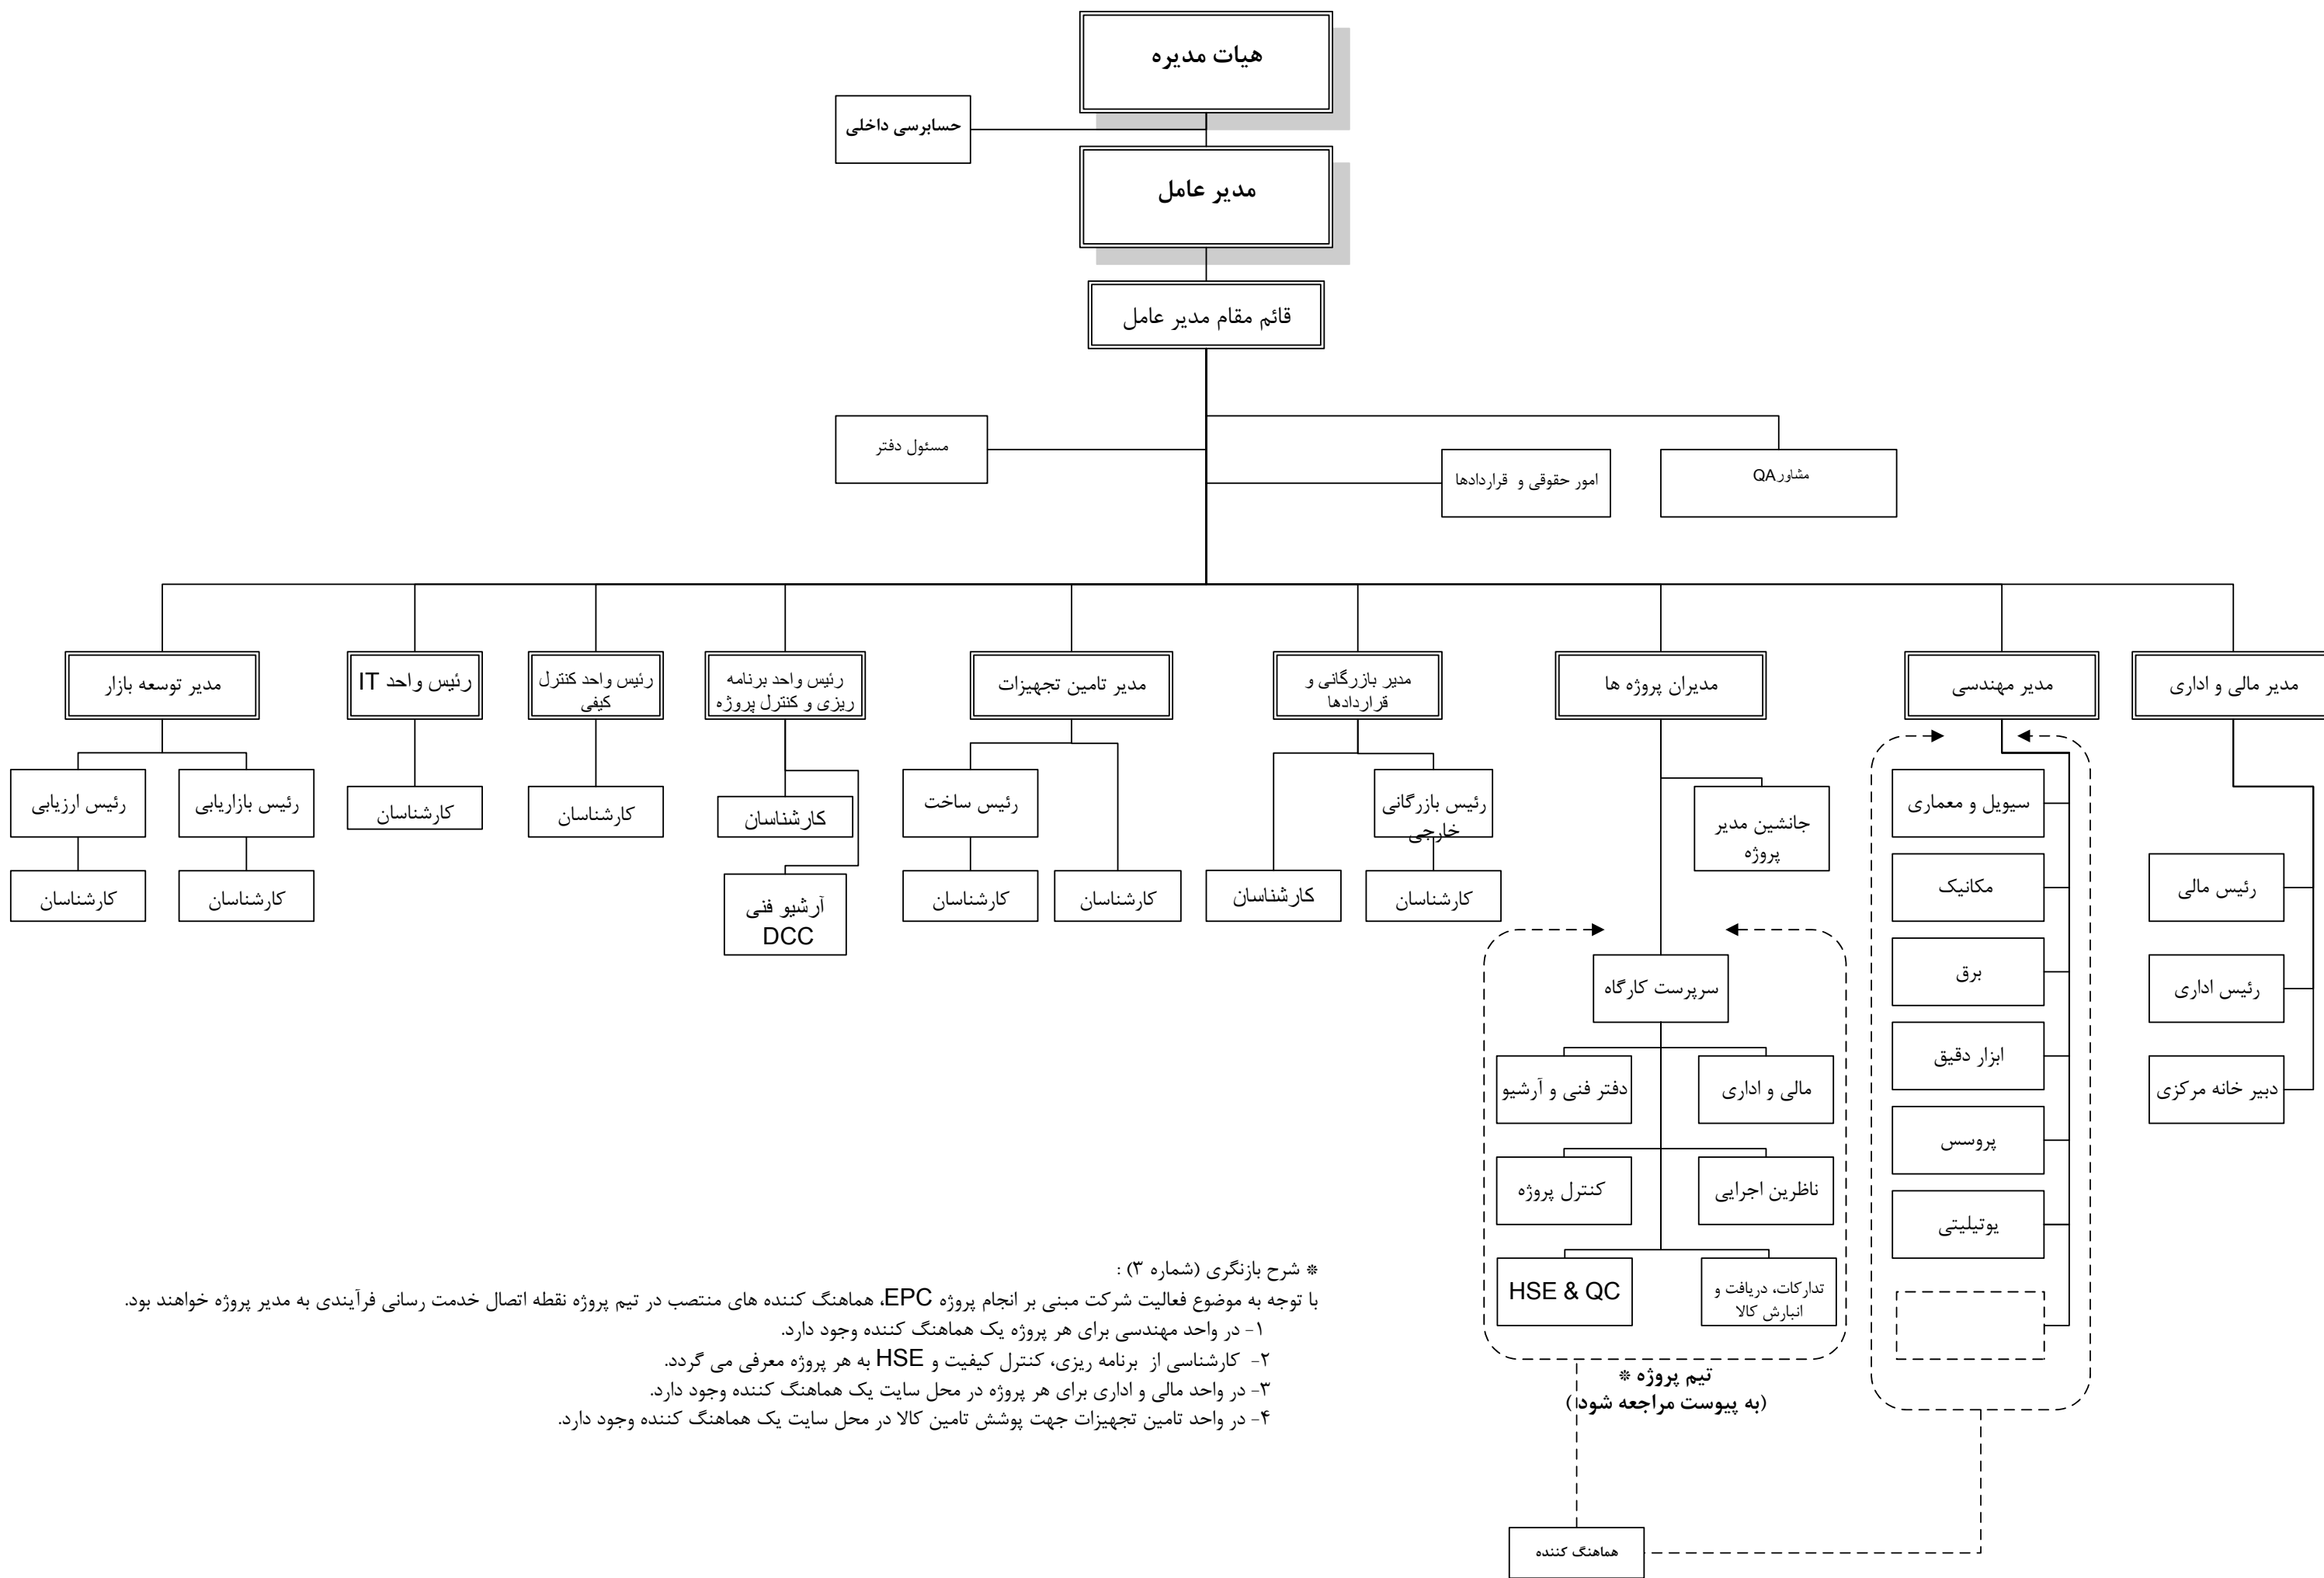 هیات مدیره
حسابرسی داخلی
مدیر عامل
قائم مقام مدیر عامل
مشاورQA
مسئول دفتر
امور حقوقی و قراردادها
مدیر مالی و اداری
مدیر مهندسی
مدیران پروژه ها
مدیر بازرگانی و
قراردادها
مدیر تامین تجهیزات
رئیس واحد برنامه
ریزی و کنترل پروژه
رئیس واحد کنترل
کیفی
رئیس واحد IT
مدیر توسعه بازار
رئیس مالی
رئیس اداری
دبیر خانه مرکزی
سیویل و معماری
مکانیک
برق
ابزار دقیق
پروسس
یوتیلیتی
جانشین مدیر
پروژه
سرپرست کارگاه
مالی و اداری
دفتر فنی و آرشیو
ناظرین اجرایی
کنترل پروژه
تدارکات، دریافت و
انبارش کالا
HSE & QC
تیم پروژه *
(به پیوست مراجعه شود)
هماهنگ کننده
رئیس بازرگانی
خارجی
کارشناسان
کارشناسان
رئیس ساخت
کارشناسان
کارشناسان
کارشناسان
آرشیو فنی
DCC
کارشناسان
کارشناسان
رئیس بازاریابی
رئیس ارزیابی
کارشناسان
کارشناسان
* شرح بازنگری (شماره ۳) :
با توجه به موضوع فعالیت شرکت مبنی بر انجام پروژه EPC، هماهنگ کننده های منتصب در تیم پروژه نقطه اتصال خدمت رسانی فرآیندی به مدیر پروژه خواهند بود.
۱- در واحد مهندسی برای هر پروژه یک هماهنگ کننده وجود دارد.
۲- کارشناسی از برنامه ریزی، کنترل کیفیت و HSE به هر پروژه معرفی می گردد.
۳- در واحد مالی و اداری برای هر پروژه در محل سایت یک هماهنگ کننده وجود دارد.
۴- در واحد تامین تجهیزات جهت پوشش تامین کالا در محل سایت یک هماهنگ کننده وجود دارد.